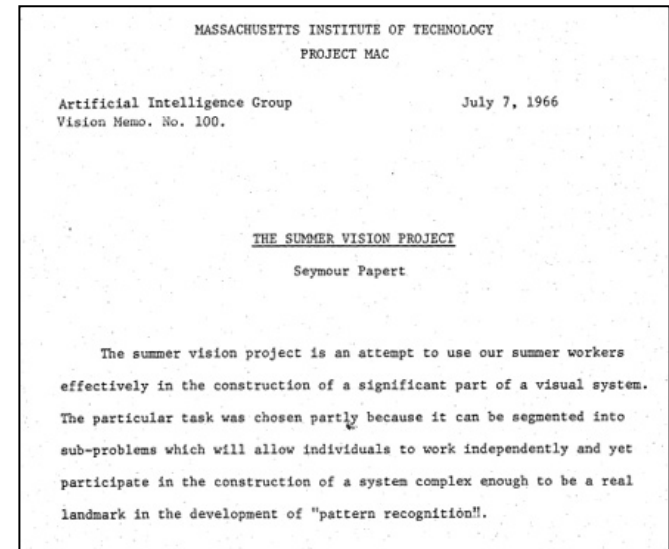 MASSACHUSETTS INSTITUTE OF TECHNOLOGY
PROJECT MAC
Artificial Intelligence Group July 7, 1966
Vision Memo. No. 100.
THE SUMMER VISION PROJECT
Seymour Papert
The summer vision project is an attempt to use our summer workers
effectively in the construction of a significant part of a visual system.
The particular task was chosen partly because it can be segmented into
sub-problems which will allow individuals to work independently and yet
participate in the construction of a system complex enough to be a real
landmark in the development of "pattern recognition".